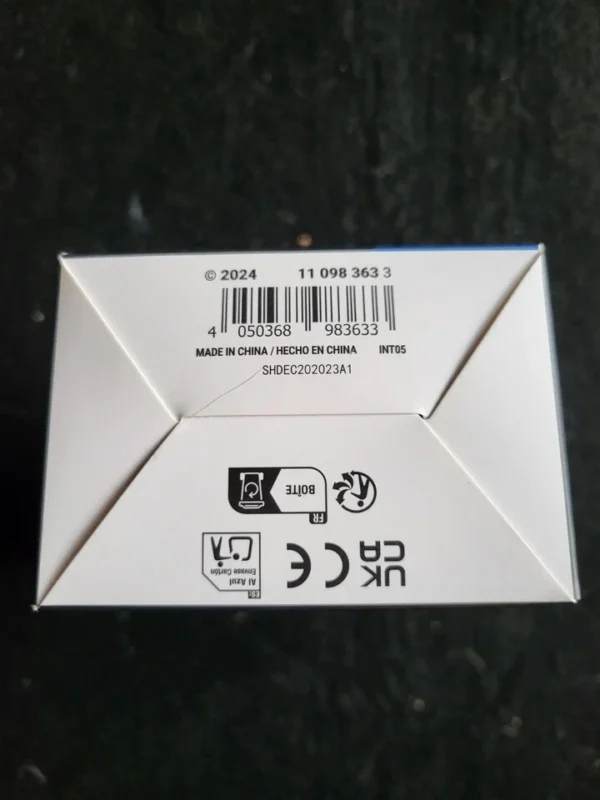 © 2024 11 098 363 3
4 050368 983633
MADE IN CHINA / HECHO EN CHINA INT05
SHDEC202023A1
FR
BOÎTE
UK
CA
CE
ES
Al Azul
Envase Cartón